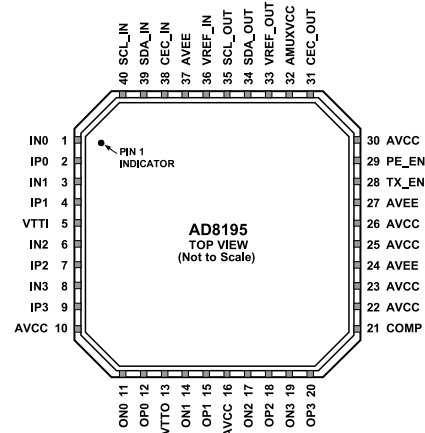 40 SCL_IN
39 SDA_IN
38 CEC_IN
37 AVEE
36 VREF_IN
35 SCL_OUT
34 SDA_OUT
33 VREF_OUT
32 AMUXVCC
31 CEC_OUT
IN0 1
IP0 2
IN1 3
IP1 4
VTTI 5
IN2 6
IP2 7
IN3 8
IP3 9
AVCC 10
PIN 1
INDICATOR
AD8195
TOP VIEW
(Not to Scale)
30 AVCC
29 PE_EN
28 TX_EN
27 AVEE
26 AVCC
25 AVCC
24 AVEE
23 AVCC
22 AVCC
21 COMP
ON0 11
OP0 12
VTTO 13
ON1 14
OP1 15
AVCC 16
ON2 17
OP2 18
ON3 19
OP3 20